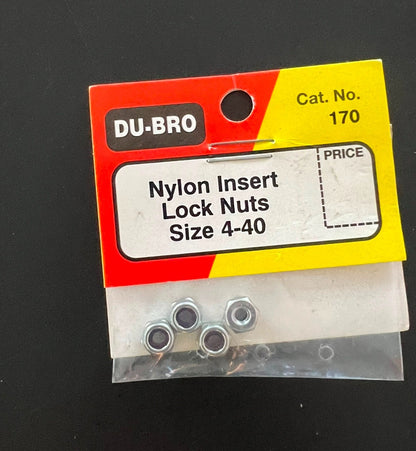 DU-BRO
Cat. No.
170
PRICE
Nylon Insert
Lock Nuts
Size 4-40